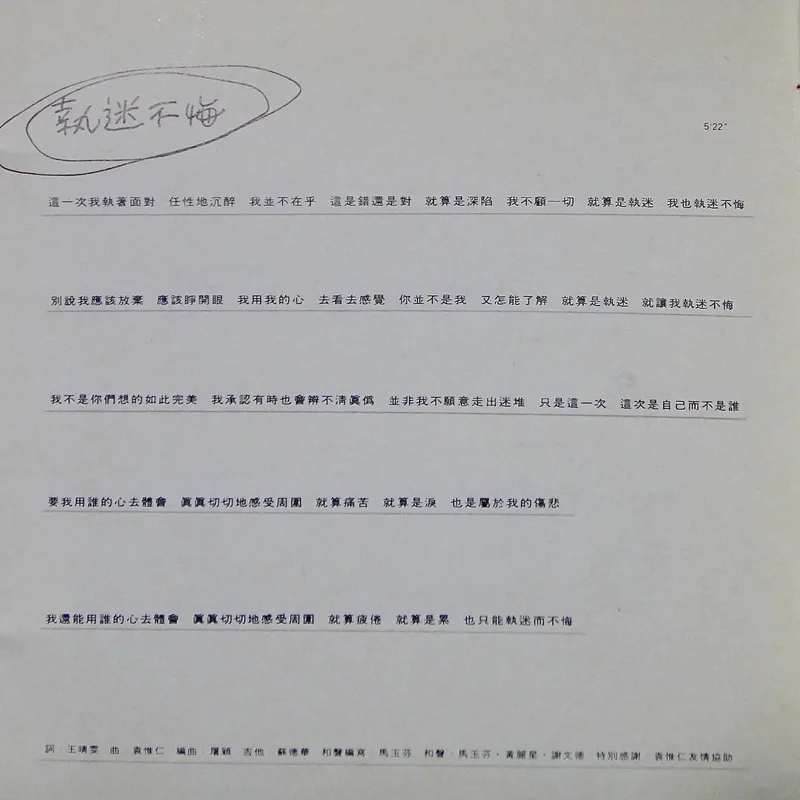 執迷不悔
5'22"
這一次我執著面對 任性地沉醉 我並不在乎 這是錯還是對 就算是深陷 我不顧一切 就算是執迷 我也執迷不悔
別說我應該放棄 應該睜開眼 我用我的心 去看去感覺 你並不是我 又怎能了解 就算是執迷 就讓我執迷不悔
我不是你們想的如此完美 我承認有時也會辨不清眞僞 並非我不願意走出迷堆 只是這一次 這次是自己而不是誰
要我用誰的心去體會 眞眞切切地感受周圍 就算痛苦 就算是淚 也是屬於我的傷悲
我還能用誰的心去體會 眞眞切切地感受周圍 就算疲倦 就算是累 也只能執迷而不悔
詞：王靖雯 曲：袁惟仁 編曲：屠穎 吉他：蘇德華 和聲編寫：馬玉芬 和聲：馬玉芬・黃麗星・謝文德 特別感謝：袁惟仁友情協助